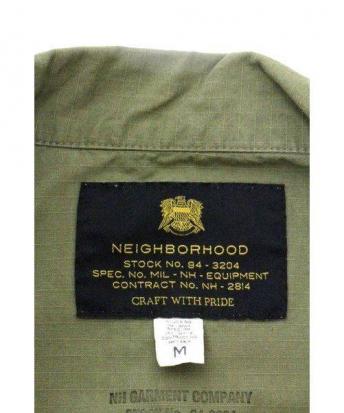 NEIGHBORHOOD
STOCK No. 94 - 3204
SPEC. NO. MIL - NH - EQUIPMENT
CONTRACT NO. NH - 2814
CRAFT WITH PRIDE
M
NH GARMENT COMPANY